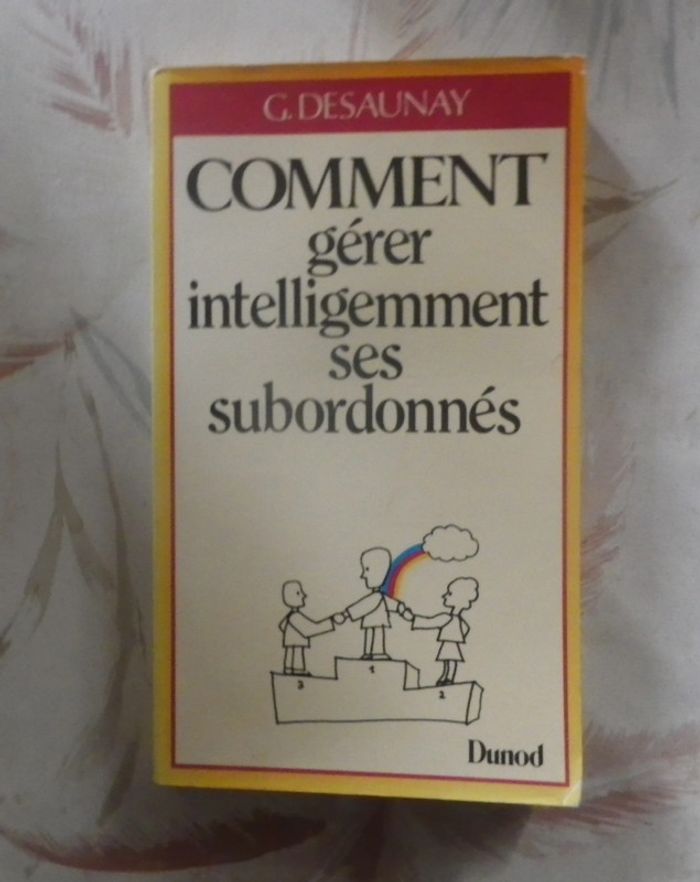 G. DESAUNAY
COMMENT
gérer
intelligemment
ses
subordonnés
3
1
2
Dunod